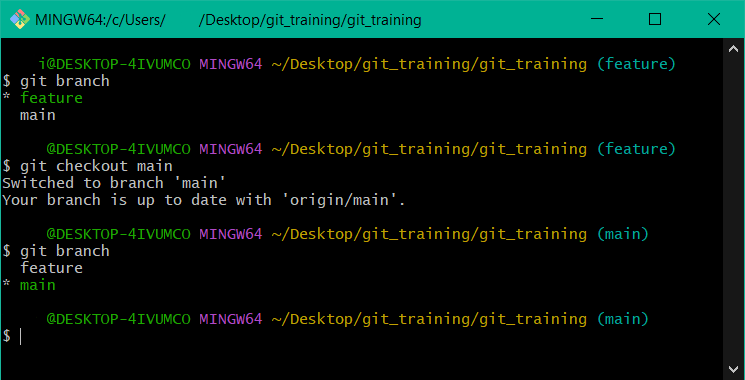 MINGW64:/c/Users/ /Desktop/git_training/git_training
i@DESKTOP-4IVUMCO MINGW64 ~/Desktop/git_training/git_training (feature)
$ git branch
* feature
main
@DESKTOP-4IVUMCO MINGW64 ~/Desktop/git_training/git_training (feature)
$ git checkout main
Switched to branch 'main'
Your branch is up to date with 'origin/main'.
@DESKTOP-4IVUMCO MINGW64 ~/Desktop/git_training/git_training (main)
$ git branch
feature
* main
@DESKTOP-4IVUMCO MINGW64 ~/Desktop/git_training/git_training (main)
$